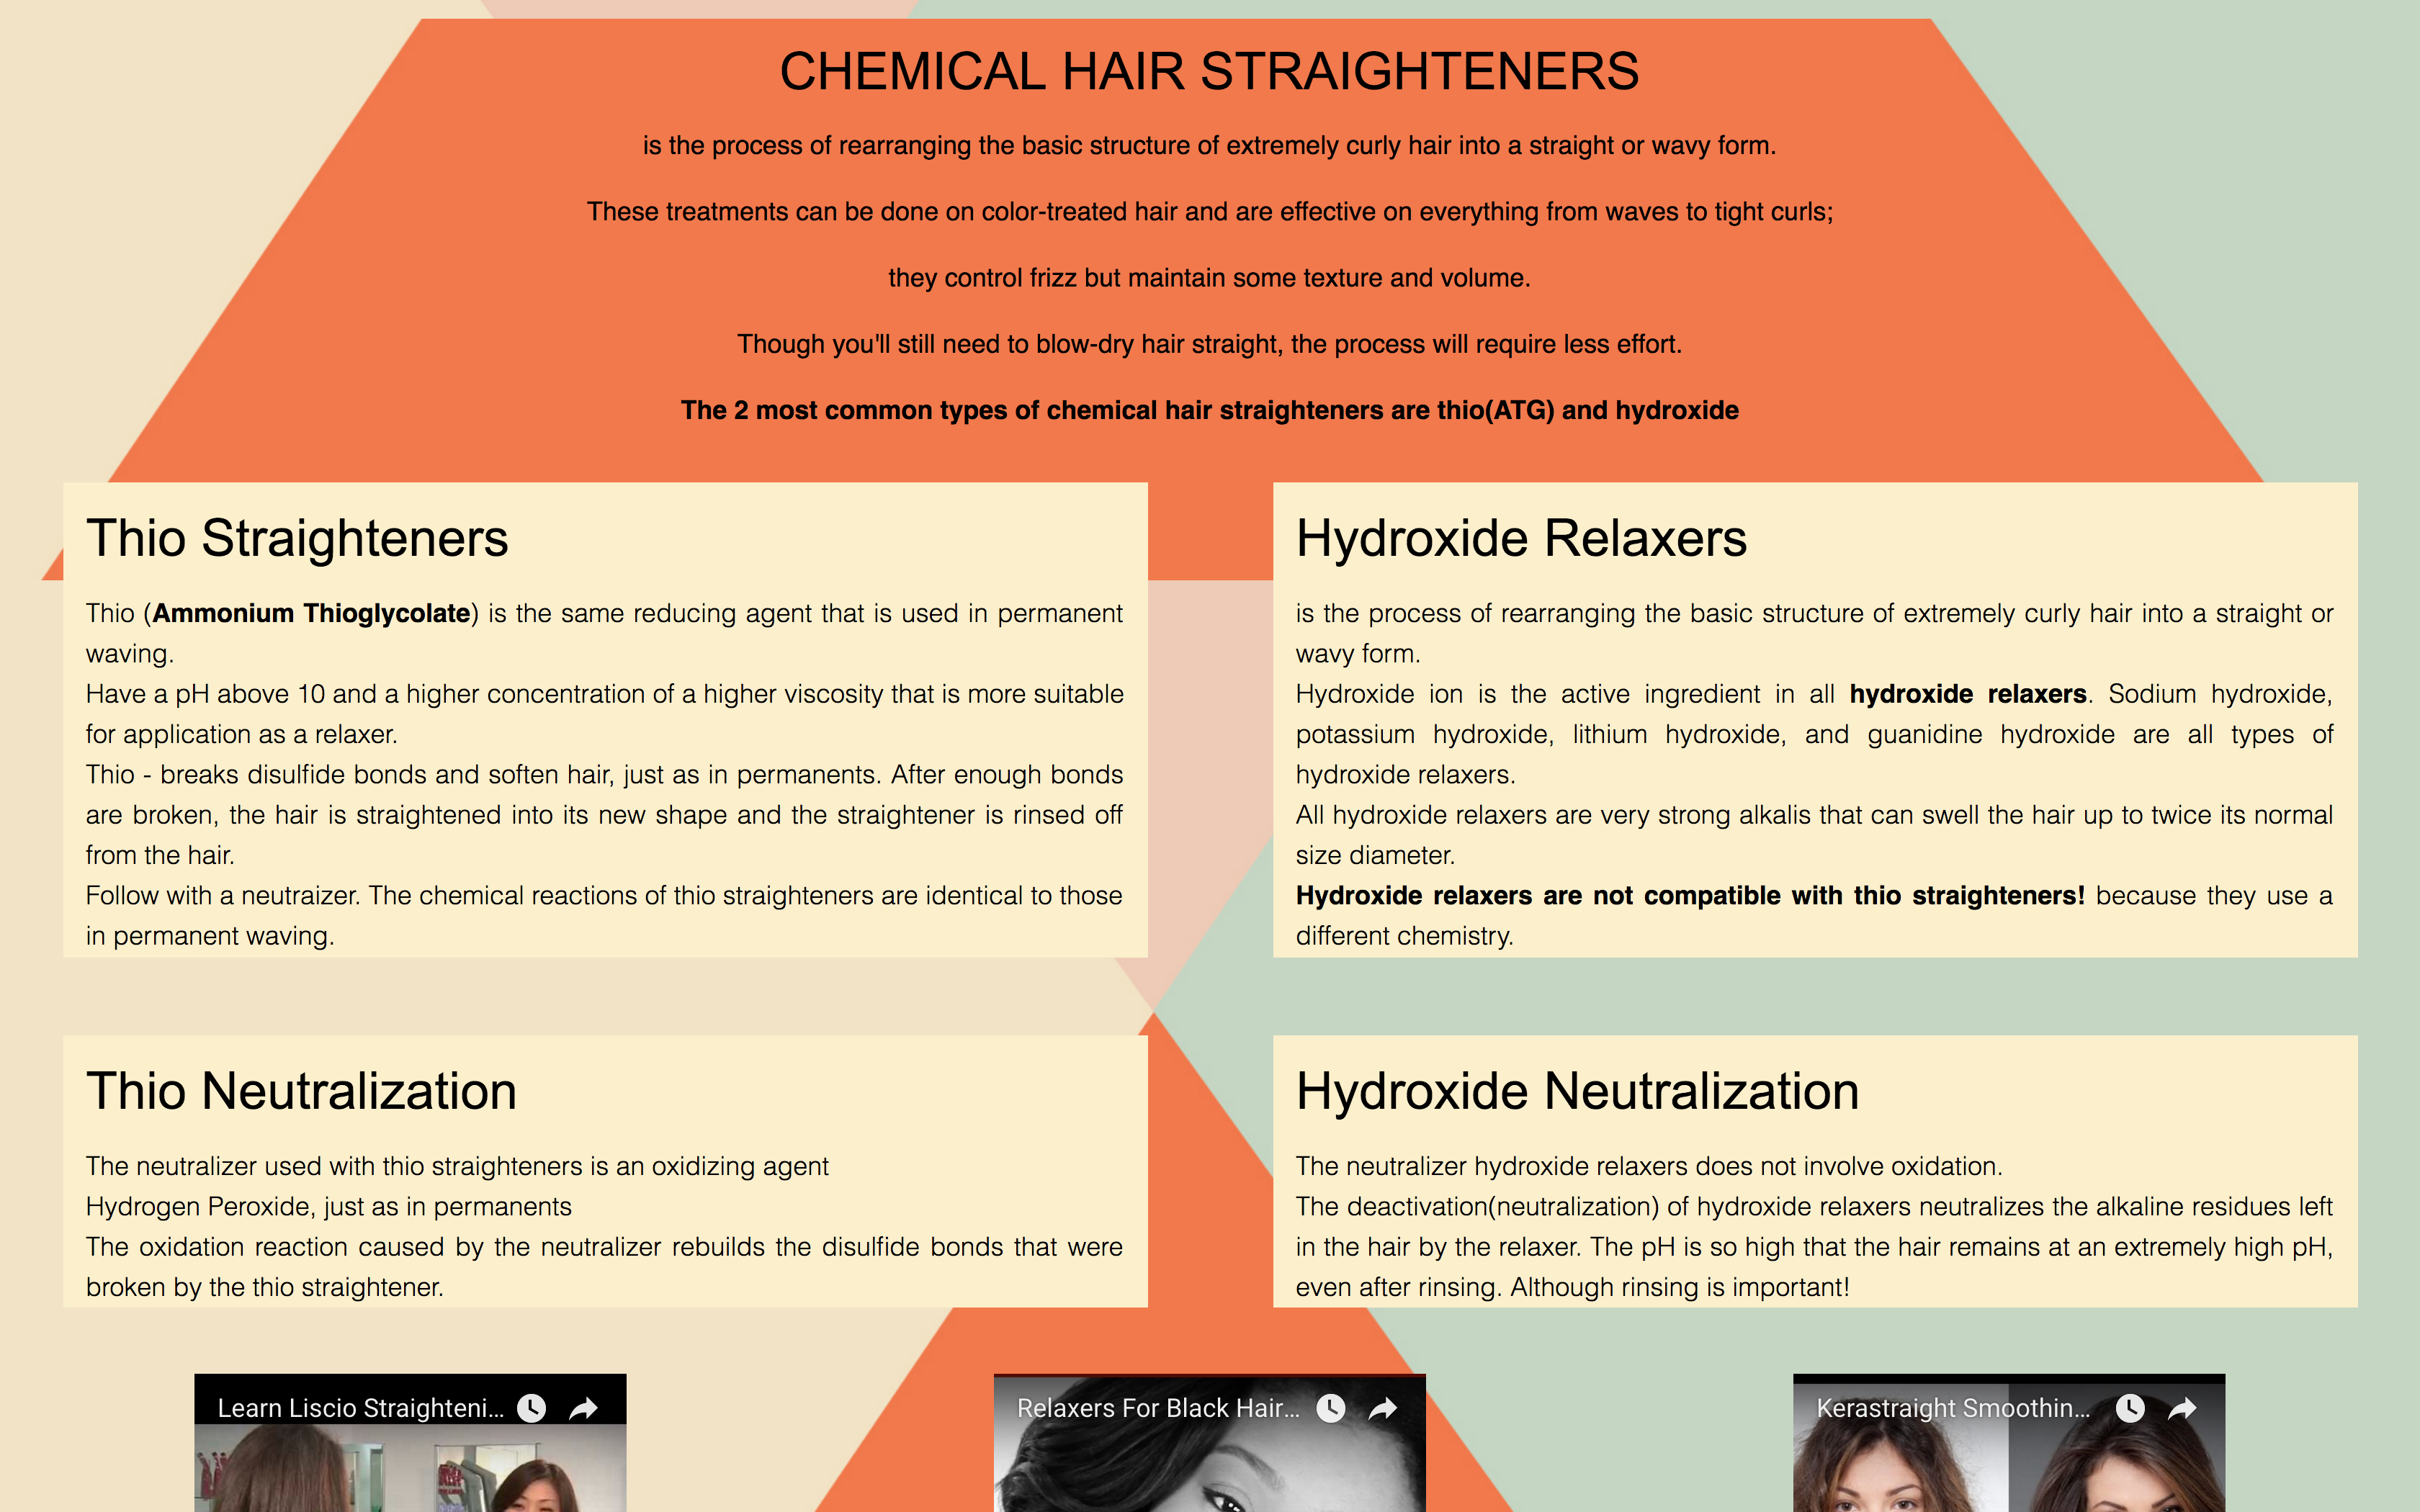 CHEMICAL HAIR STRAIGHTENERS
is the process of rearranging the basic structure of extremely curly hair into a straight or wavy form.
These treatments can be done on color-treated hair and are effective on everything from waves to tight curls;
they control frizz but maintain some texture and volume.
Though you'll still need to blow-dry hair straight, the process will require less effort.
The 2 most common types of chemical hair straighteners are thio(ATG) and hydroxide
Thio Straighteners
Thio (Ammonium Thioglycolate) is the same reducing agent that is used in permanent
waving.
Have a pH above 10 and a higher concentration of a higher viscosity that is more suitable
for application as a relaxer.
Thio - breaks disulfide bonds and soften hair, just as in permanents. After enough bonds
are broken, the hair is straightened into its new shape and the straightener is rinsed off
from the hair.
Follow with a neutraizer. The chemical reactions of thio straighteners are identical to those
in permanent waving.
Hydroxide Relaxers
is the process of rearranging the basic structure of extremely curly hair into a straight or
wavy form.
Hydroxide ion is the active ingredient in all hydroxide relaxers. Sodium hydroxide,
potassium hydroxide, lithium hydroxide, and guanidine hydroxide are all types of
hydroxide relaxers.
All hydroxide relaxers are very strong alkalis that can swell the hair up to twice its normal
size diameter.
Hydroxide relaxers are not compatible with thio straighteners! because they use a
different chemistry.
Thio Neutralization
The neutralizer used with thio straighteners is an oxidizing agent
Hydrogen Peroxide, just as in permanents
The oxidation reaction caused by the neutralizer rebuilds the disulfide bonds that were
broken by the thio straightener.
Hydroxide Neutralization
The neutralizer hydroxide relaxers does not involve oxidation.
The deactivation(neutralization) of hydroxide relaxers neutralizes the alkaline residues left
in the hair by the relaxer. The pH is so high that the hair remains at an extremely high pH,
even after rinsing. Although rinsing is important!
Learn Liscio Straighteni...
Relaxers For Black Hair...
Kerastraight Smoothin...